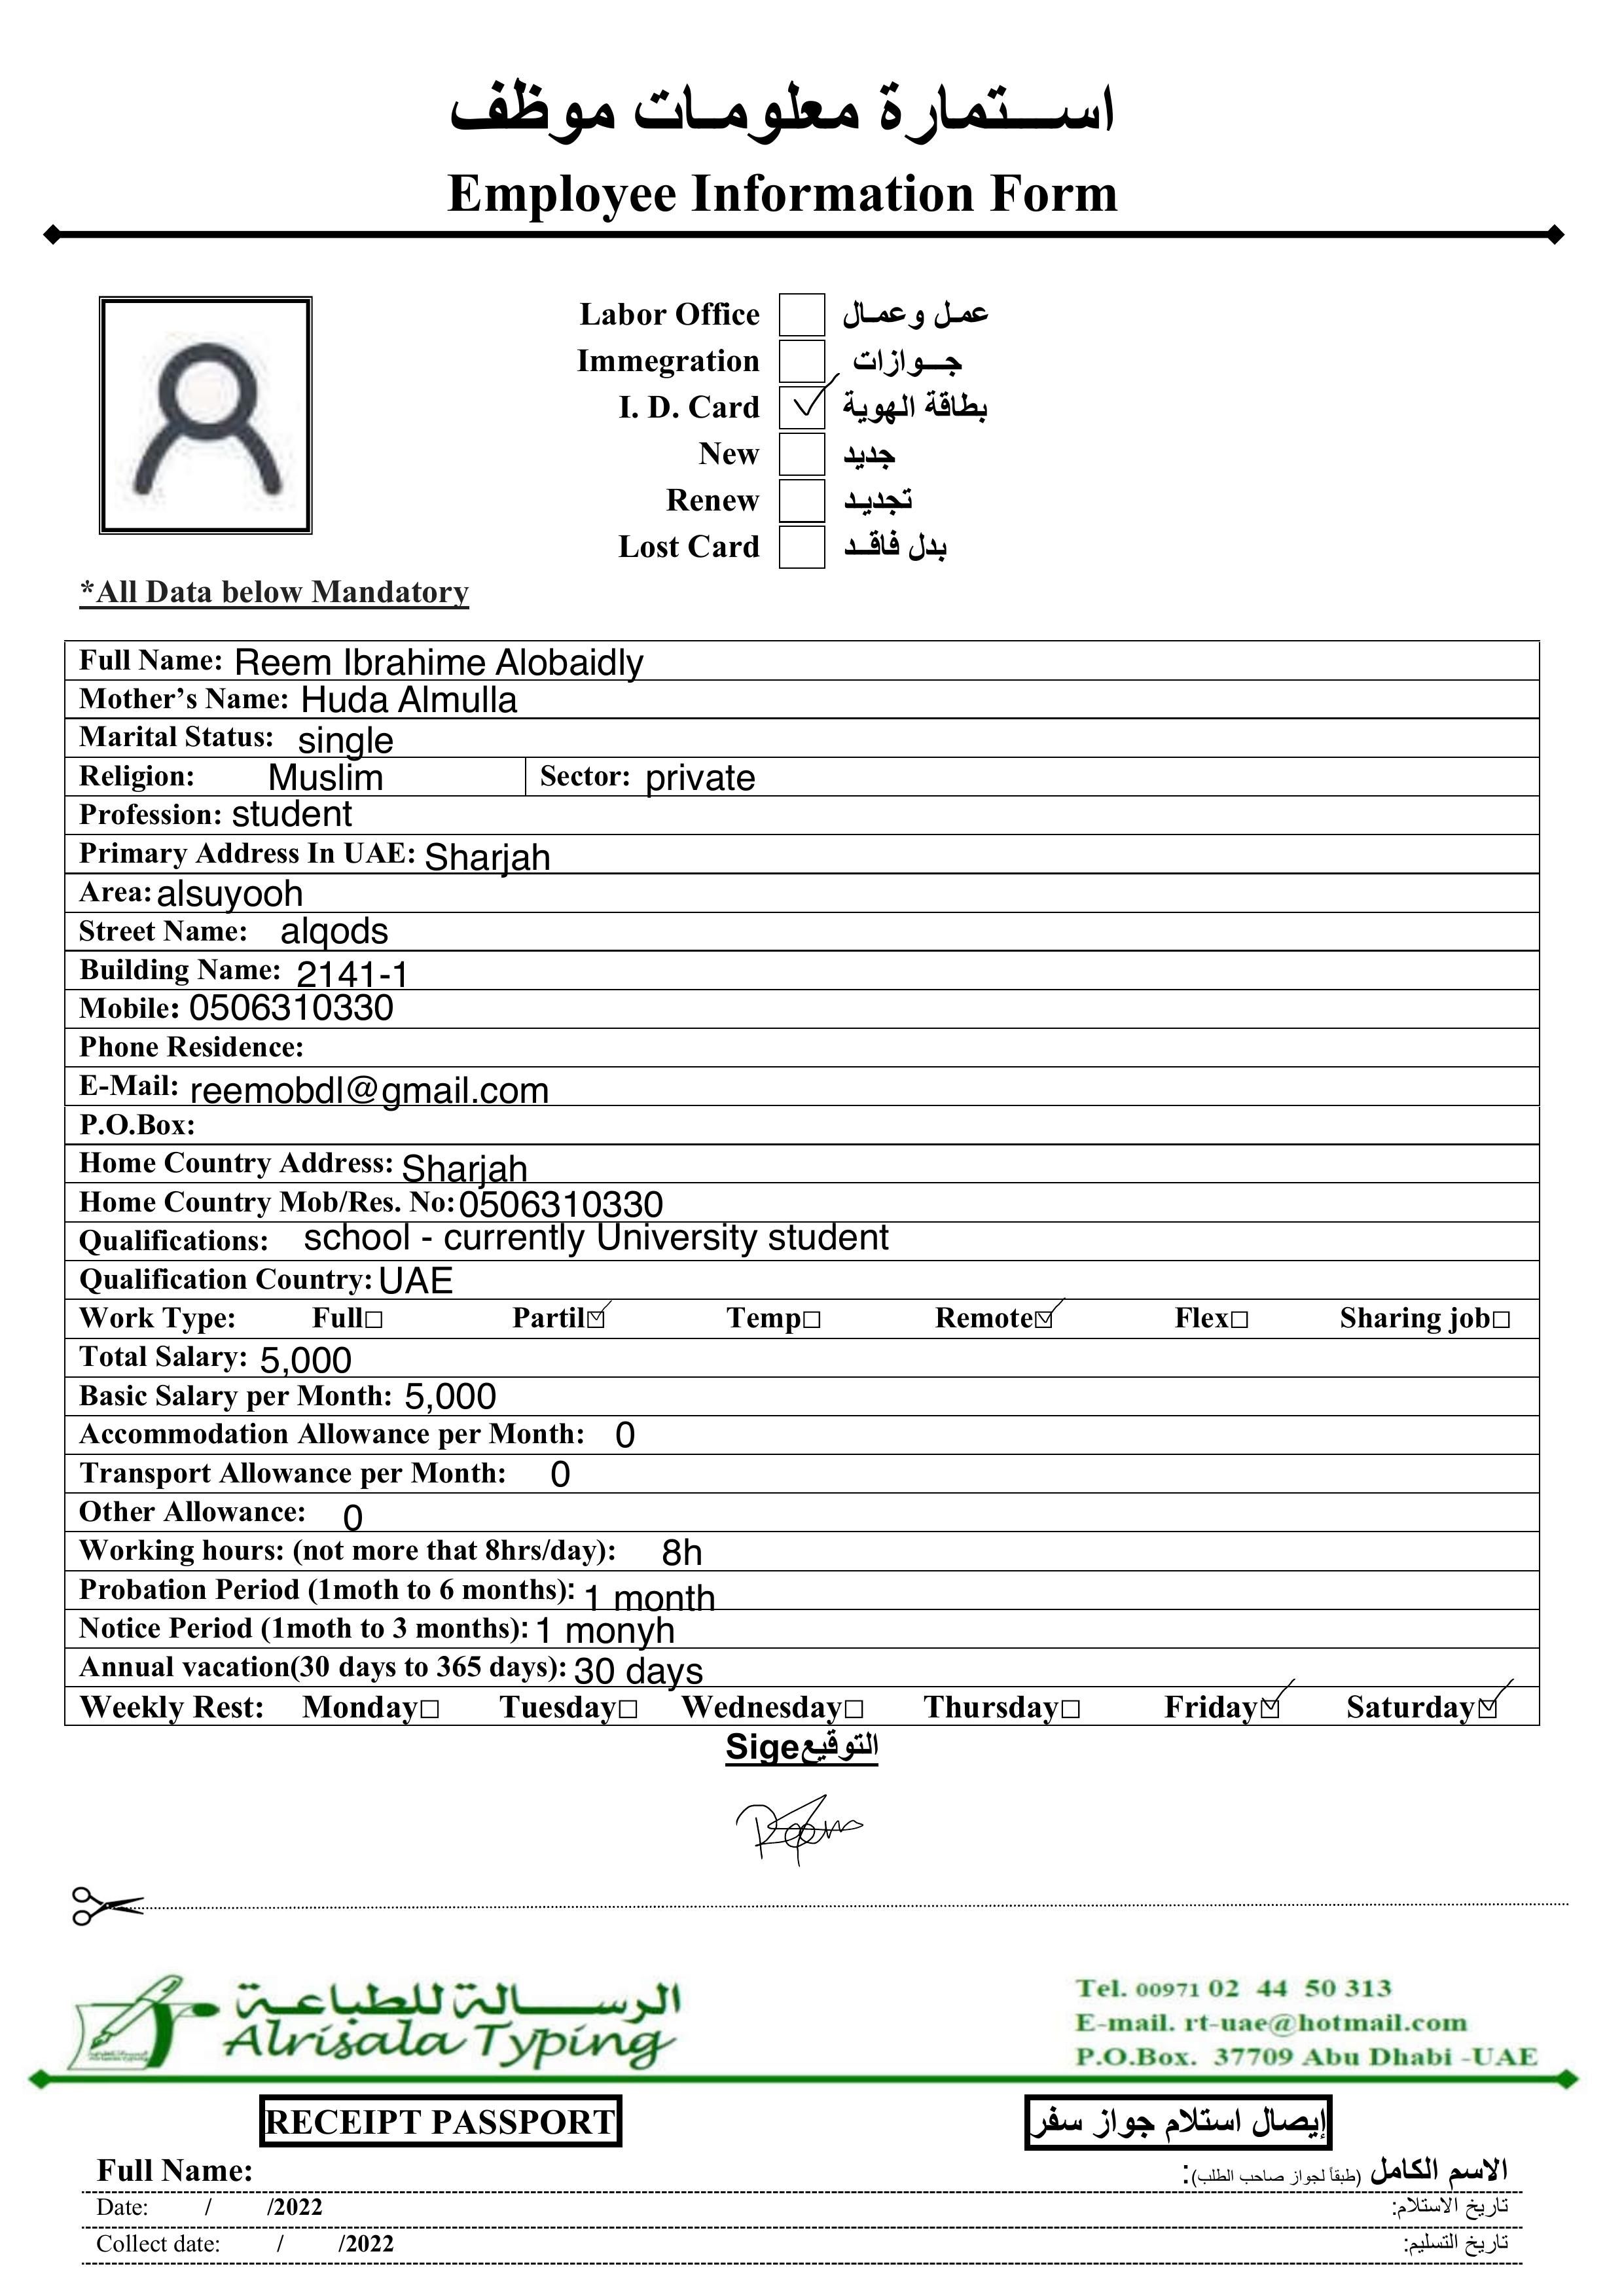 اسـتمارة معلومـات موظف
Employee Information Form
Labor Office عمـل وعمـال
Immegration جـوازات
I. D. Card بطاقة الهوية
New جديد
Renew تجديـد
Lost Card بدل فاقـد
*All Data below Mandatory
Full Name: Reem Ibrahime Alobaidly
Mother’s Name: Huda Almulla
Marital Status: single
Religion: Muslim Sector: private
Profession: student
Primary Address In UAE: Sharjah
Area: alsuyooh
Street Name: alqods
Building Name: 2141-1
Mobile: 0506310330
Phone Residence:
E-Mail: reemobdl@gmail.com
P.O.Box:
Home Country Address: Sharjah
Home Country Mob/Res. No: 0506310330
Qualifications: school - currently University student
Qualification Country: UAE
Work Type: Full□ Partil☑ Temp□ Remote☑ Flex□ Sharing job□
Total Salary: 5,000
Basic Salary per Month: 5,000
Accommodation Allowance per Month: 0
Transport Allowance per Month: 0
Other Allowance: 0
Working hours: (not more that 8hrs/day): 8h
Probation Period (1moth to 6 months): 1 month
Notice Period (1moth to 3 months): 1 monyh
Annual vacation(30 days to 365 days): 30 days
Weekly Rest: Monday□ Tuesday□ Wednesday□ Thursday□ Friday☑ Saturday☑
Sigeالتوقيع
الرسـالة للطباعـة
Alrisala Typing
Tel. 00971 02 44 50 313
E-mail. rt-uae@hotmail.com
P.O.Box. 37709 Abu Dhabi -UAE
RECEIPT PASSPORT إيصال استلام جواز سفر
Full Name: الاسم الكامل (طبقاً لجواز صاحب الطلب):
Date: / /2022 تاريخ الاستلام:
Collect date: / /2022 تاريخ التسليم: